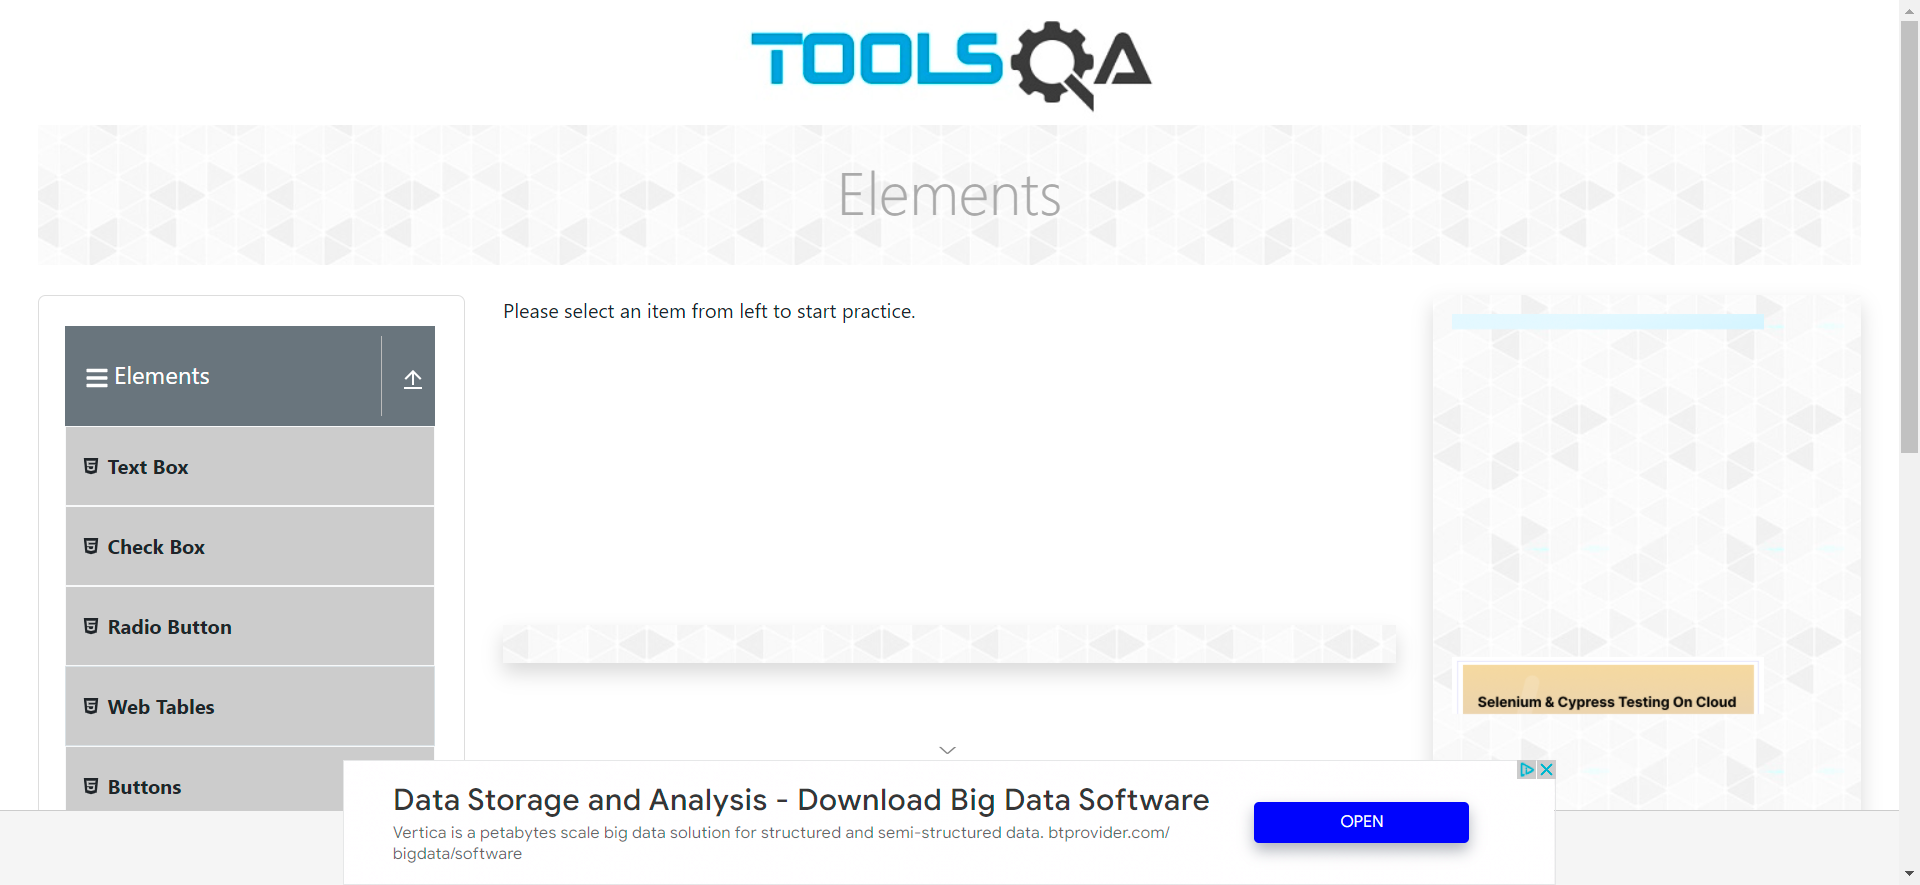 TOOLSQA
Elements
Elements
Text Box
Check Box
Radio Button
Web Tables
Buttons
Please select an item from left to start practice.
Selenium & Cypress Testing On Cloud
Data Storage and Analysis - Download Big Data Software
Vertica is a petabytes scale big data solution for structured and semi-structured data. btprovider.com/
bigdata/software
OPEN